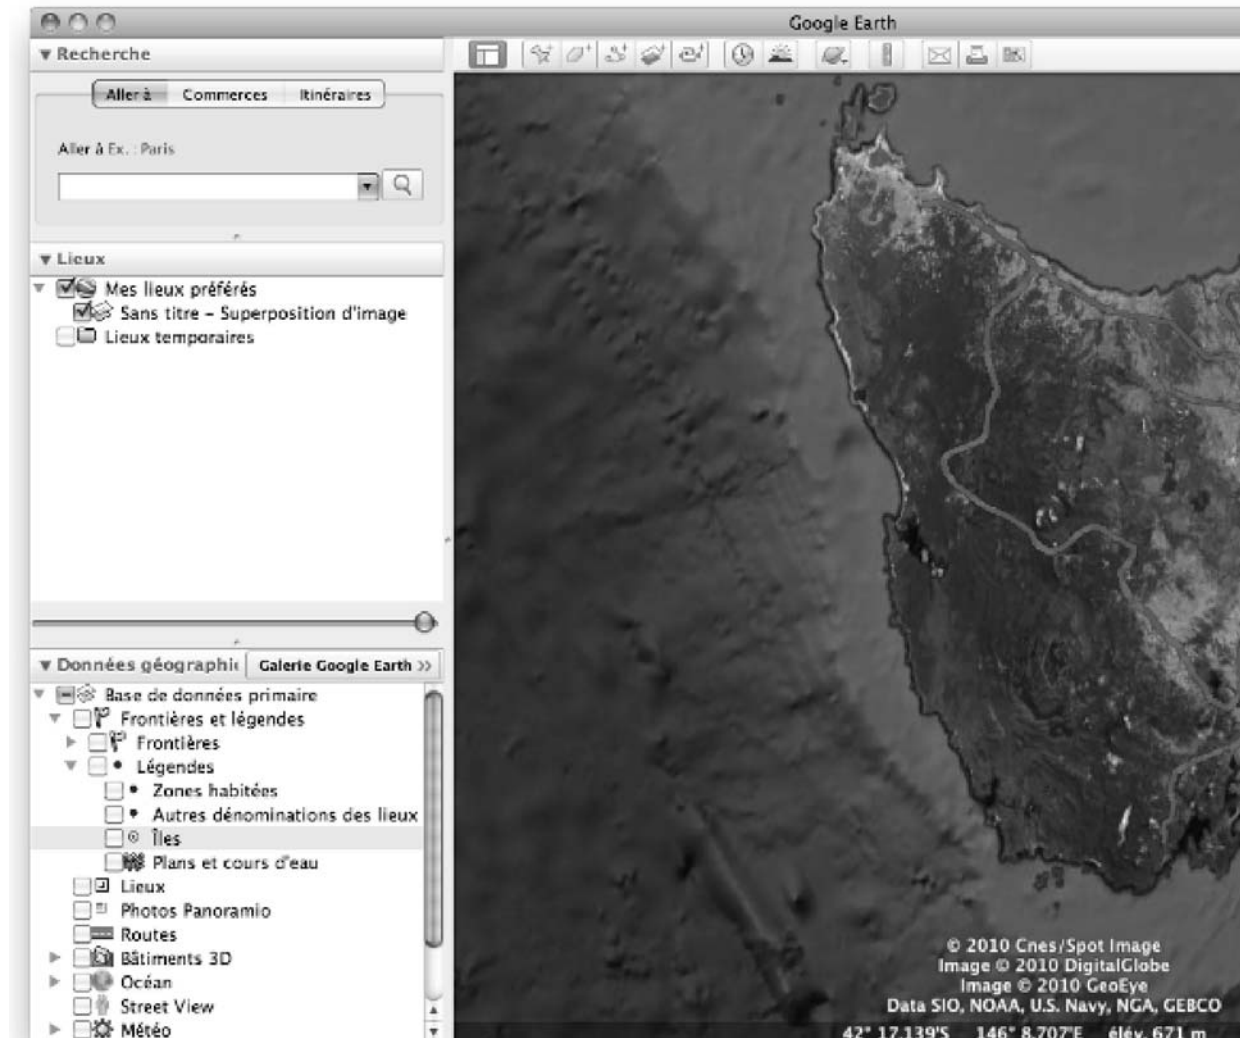 Google Earth
Recherche
Aller à Commerces Itinéraires
Aller à Ex. : Paris
Lieux
Mes lieux préférés
Sans titre – Superposition d'image
Lieux temporaires
Données géographi Galerie Google Earth >>
Base de données primaire
Frontières et légendes
Frontières
Légendes
Zones habitées
Autres dénominations des lieux
Îles
Plans et cours d'eau
Lieux
Photos Panoramio
Routes
Bâtiments 3D
Océan
Street View
Météo
© 2010 Cnes/Spot Image
Image © 2010 DigitalGlobe
Image © 2010 GeoEye
Data SIO, NOAA, U.S. Navy, NGA, GEBCO
42° 17.139'S 146° 8.707'E élév. 671 m